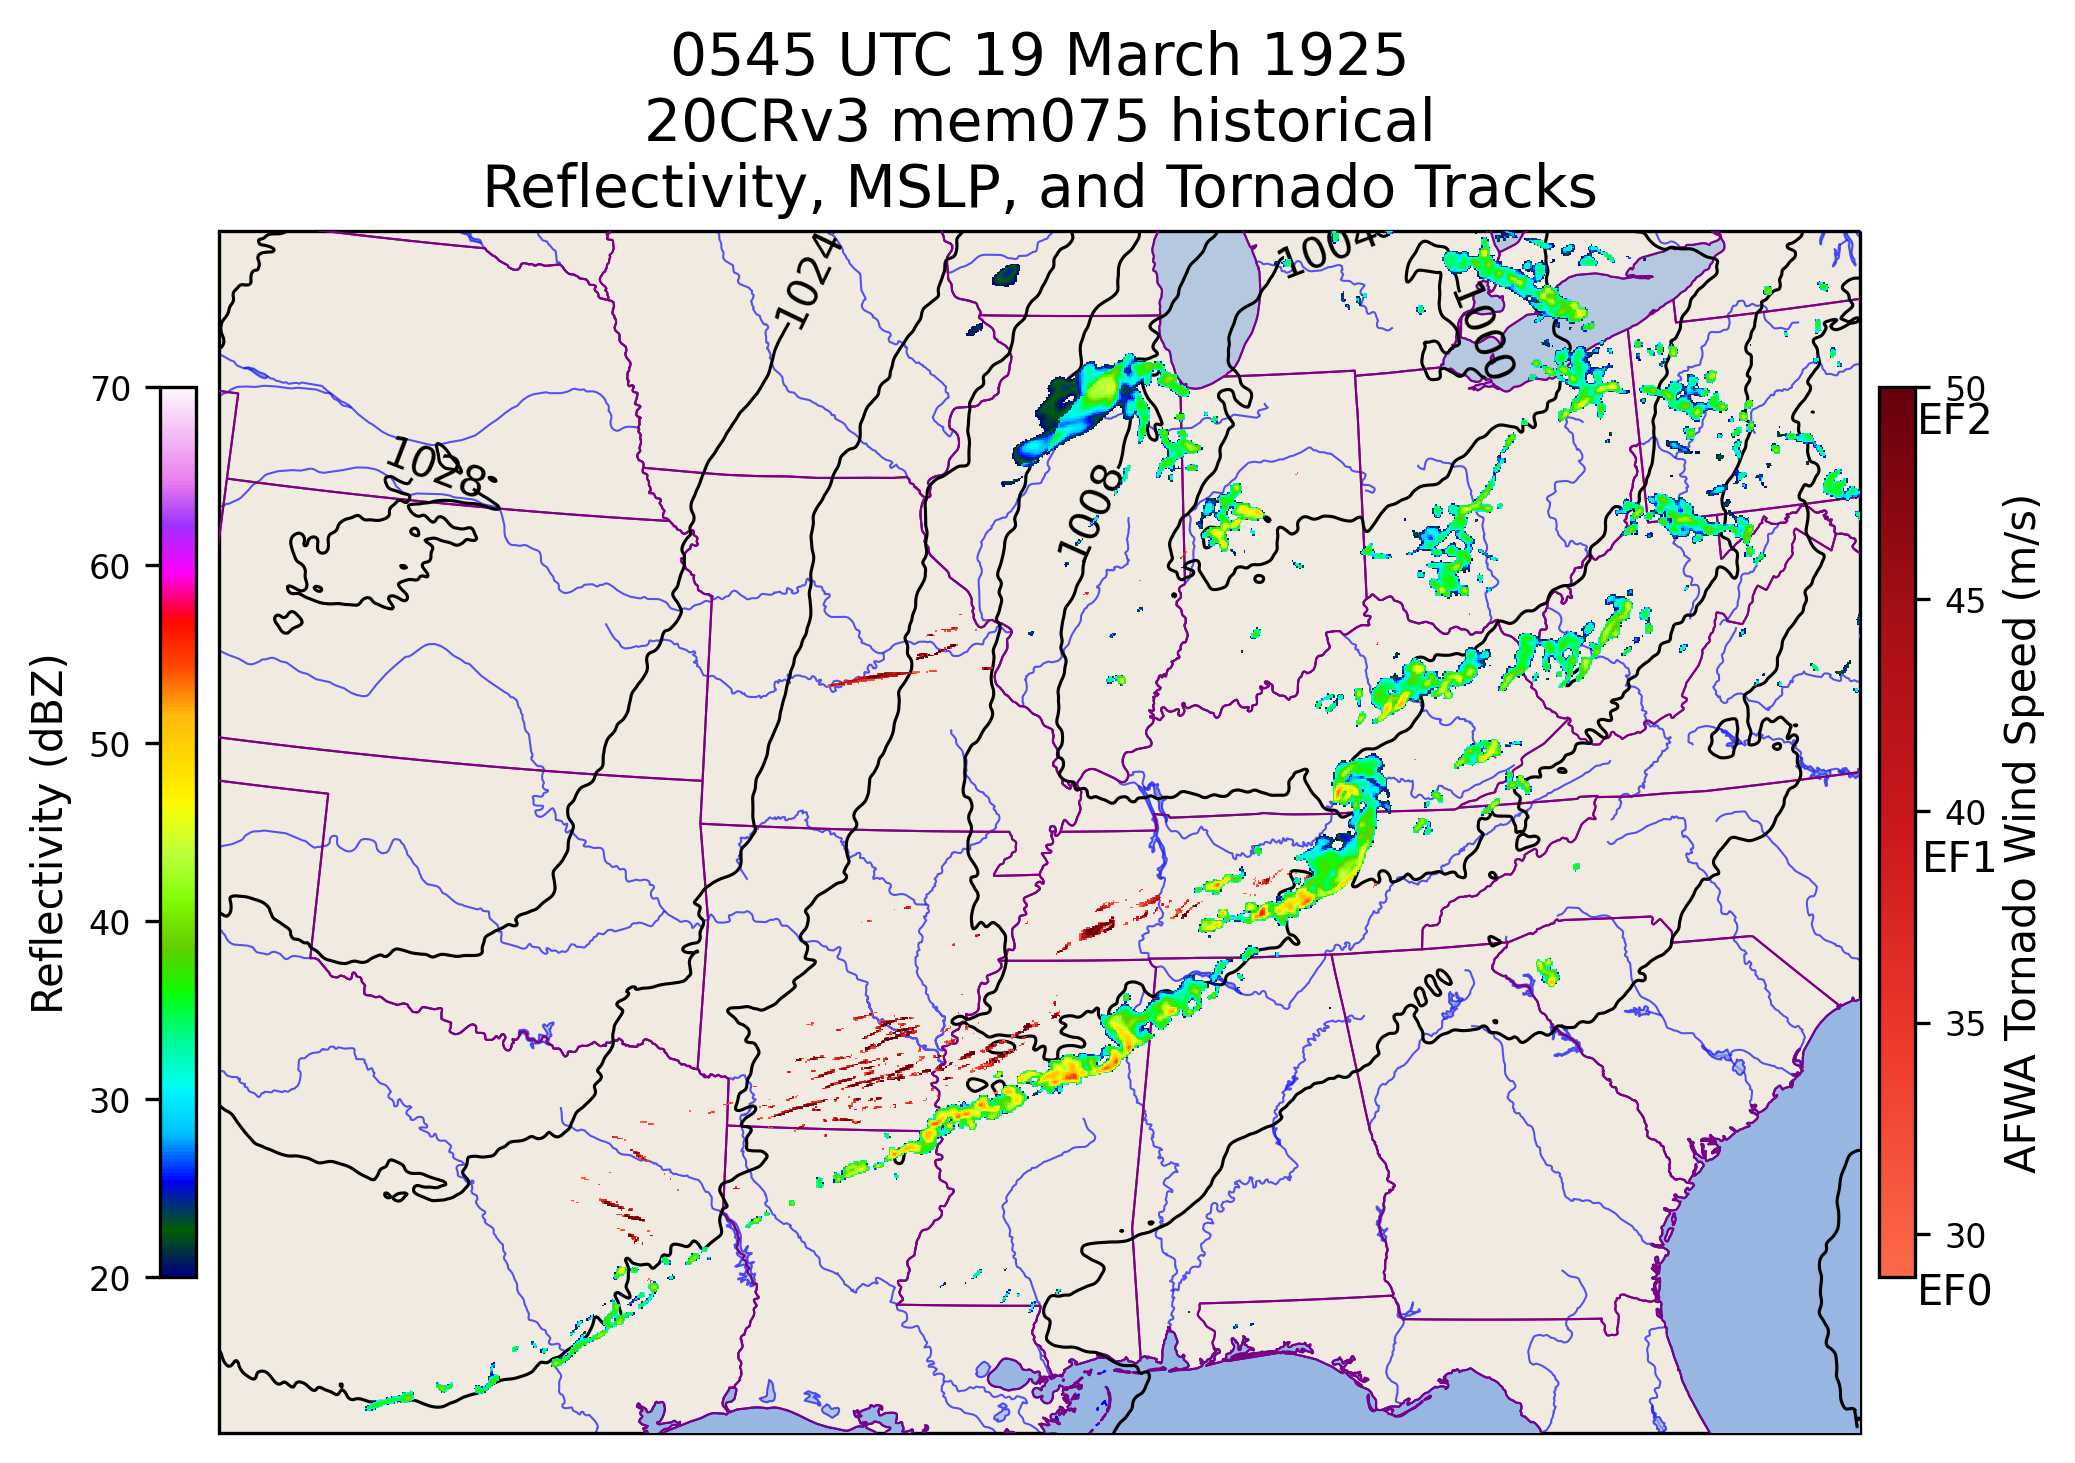 0545 UTC 19 March 1925
20CRv3 mem075 historical
Reflectivity, MSLP, and Tornado Tracks
1024
1004
1000
1028
1008
Reflectivity (dBZ)
70
60
50
40
30
20
50
EF2
45
40
EF1
35
30
EF0
AFWA Tornado Wind Speed (m/s)